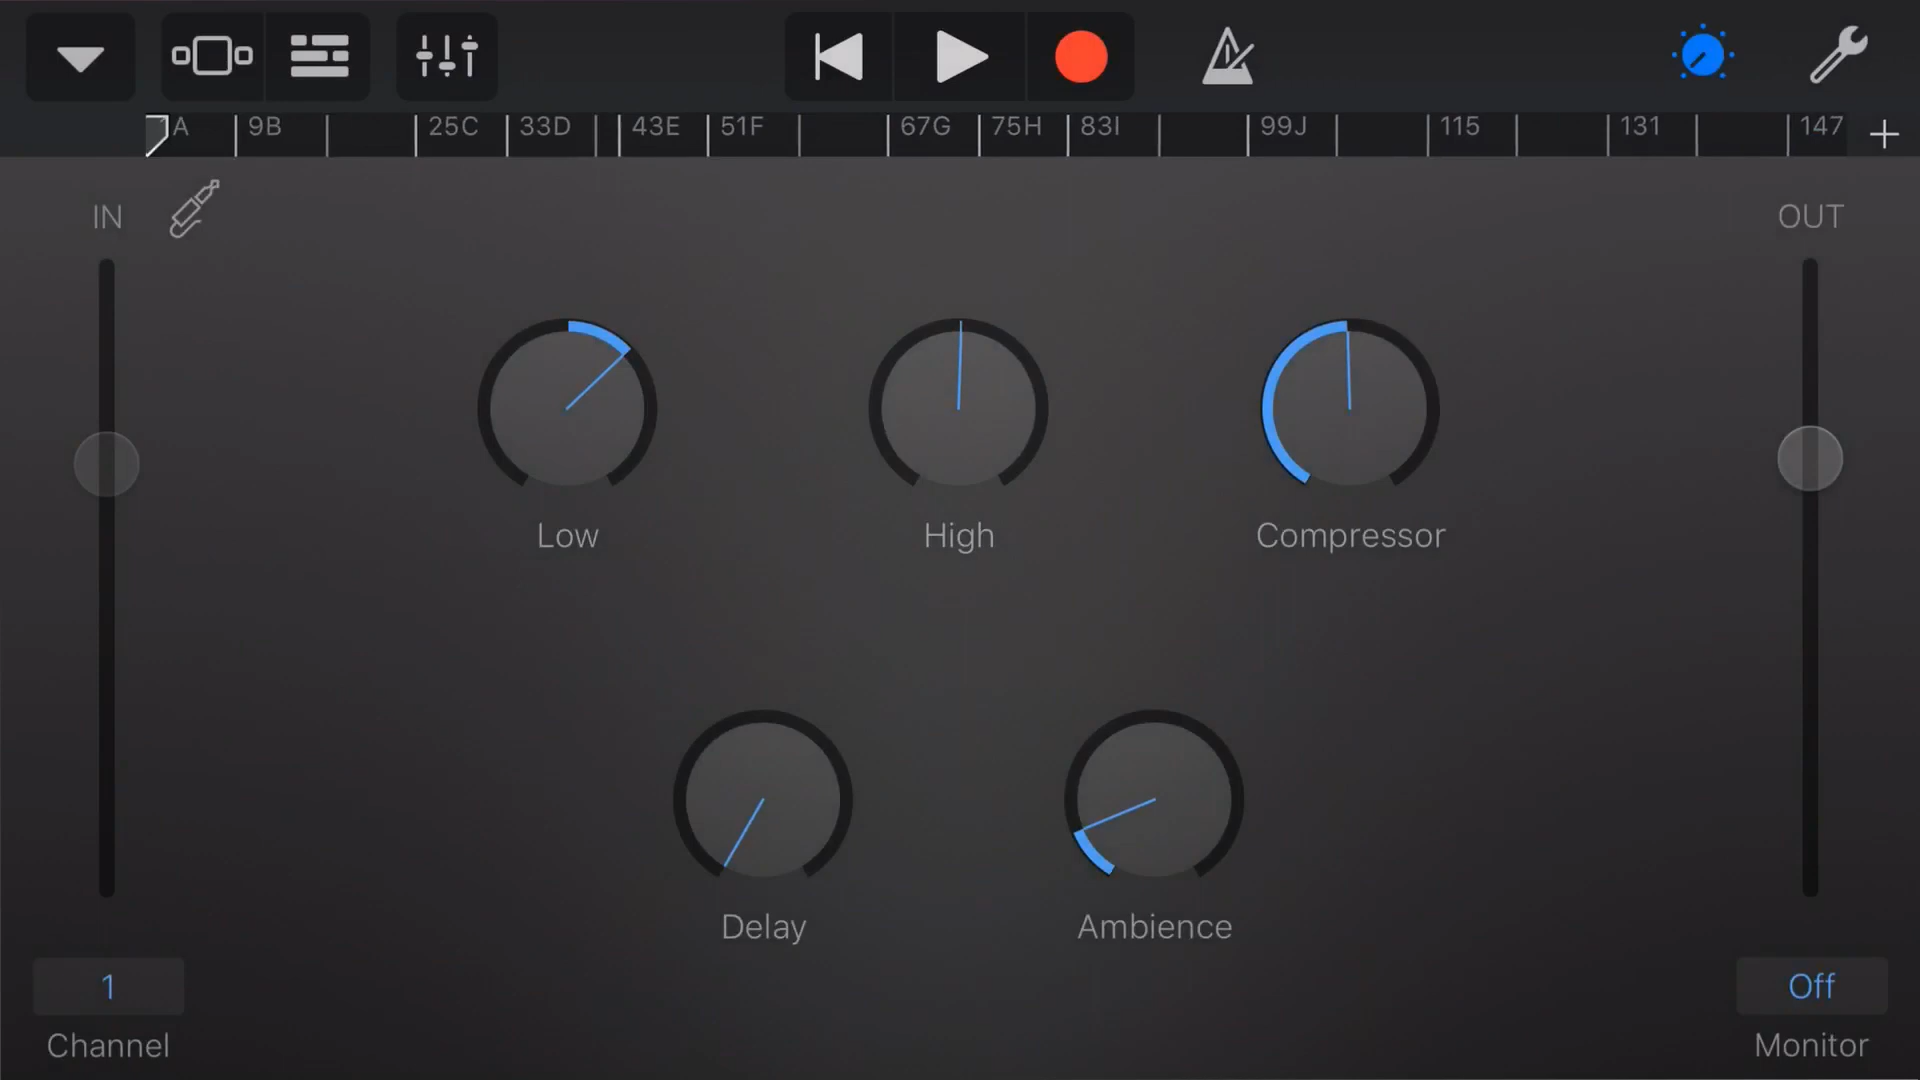 A 9B 25C 33D 43E 51F 67G 75H 83I 99J 115 131 147
IN OUT
Low High Compressor
Delay Ambience
1 Off
Channel Monitor